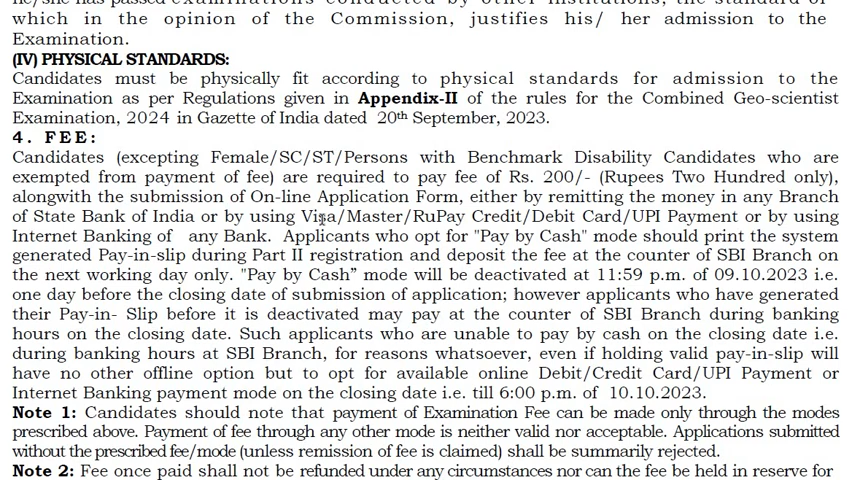 he/she has passed examinations conducted by other institutions, the standard of
which in the opinion of the Commission, justifies his/ her admission to the
Examination.
(IV) PHYSICAL STANDARDS:
Candidates must be physically fit according to physical standards for admission to the
Examination as per Regulations given in Appendix-II of the rules for the Combined Geo-scientist
Examination, 2024 in Gazette of India dated 20th September, 2023.
4. FEE:
Candidates (excepting Female/SC/ST/Persons with Benchmark Disability Candidates who are
exempted from payment of fee) are required to pay fee of Rs. 200/- (Rupees Two Hundred only),
alongwith the submission of On-line Application Form, either by remitting the money in any Branch
of State Bank of India or by using Visa/Master/RuPay Credit/Debit Card/UPI Payment or by using
Internet Banking of any Bank. Applicants who opt for "Pay by Cash" mode should print the system
generated Pay-in-slip during Part II registration and deposit the fee at the counter of SBI Branch on
the next working day only. "Pay by Cash" mode will be deactivated at 11:59 p.m. of 09.10.2023 i.e.
one day before the closing date of submission of application; however applicants who have generated
their Pay-in- Slip before it is deactivated may pay at the counter of SBI Branch during banking
hours on the closing date. Such applicants who are unable to pay by cash on the closing date i.e.
during banking hours at SBI Branch, for reasons whatsoever, even if holding valid pay-in-slip will
have no other offline option but to opt for available online Debit/Credit Card/UPI Payment or
Internet Banking payment mode on the closing date i.e. till 6:00 p.m. of 10.10.2023.
Note 1: Candidates should note that payment of Examination Fee can be made only through the modes
prescribed above. Payment of fee through any other mode is neither valid nor acceptable. Applications submitted
without the prescribed fee/mode (unless remission of fee is claimed) shall be summarily rejected.
Note 2: Fee once paid shall not be refunded under any circumstances nor can the fee be held in reserve for